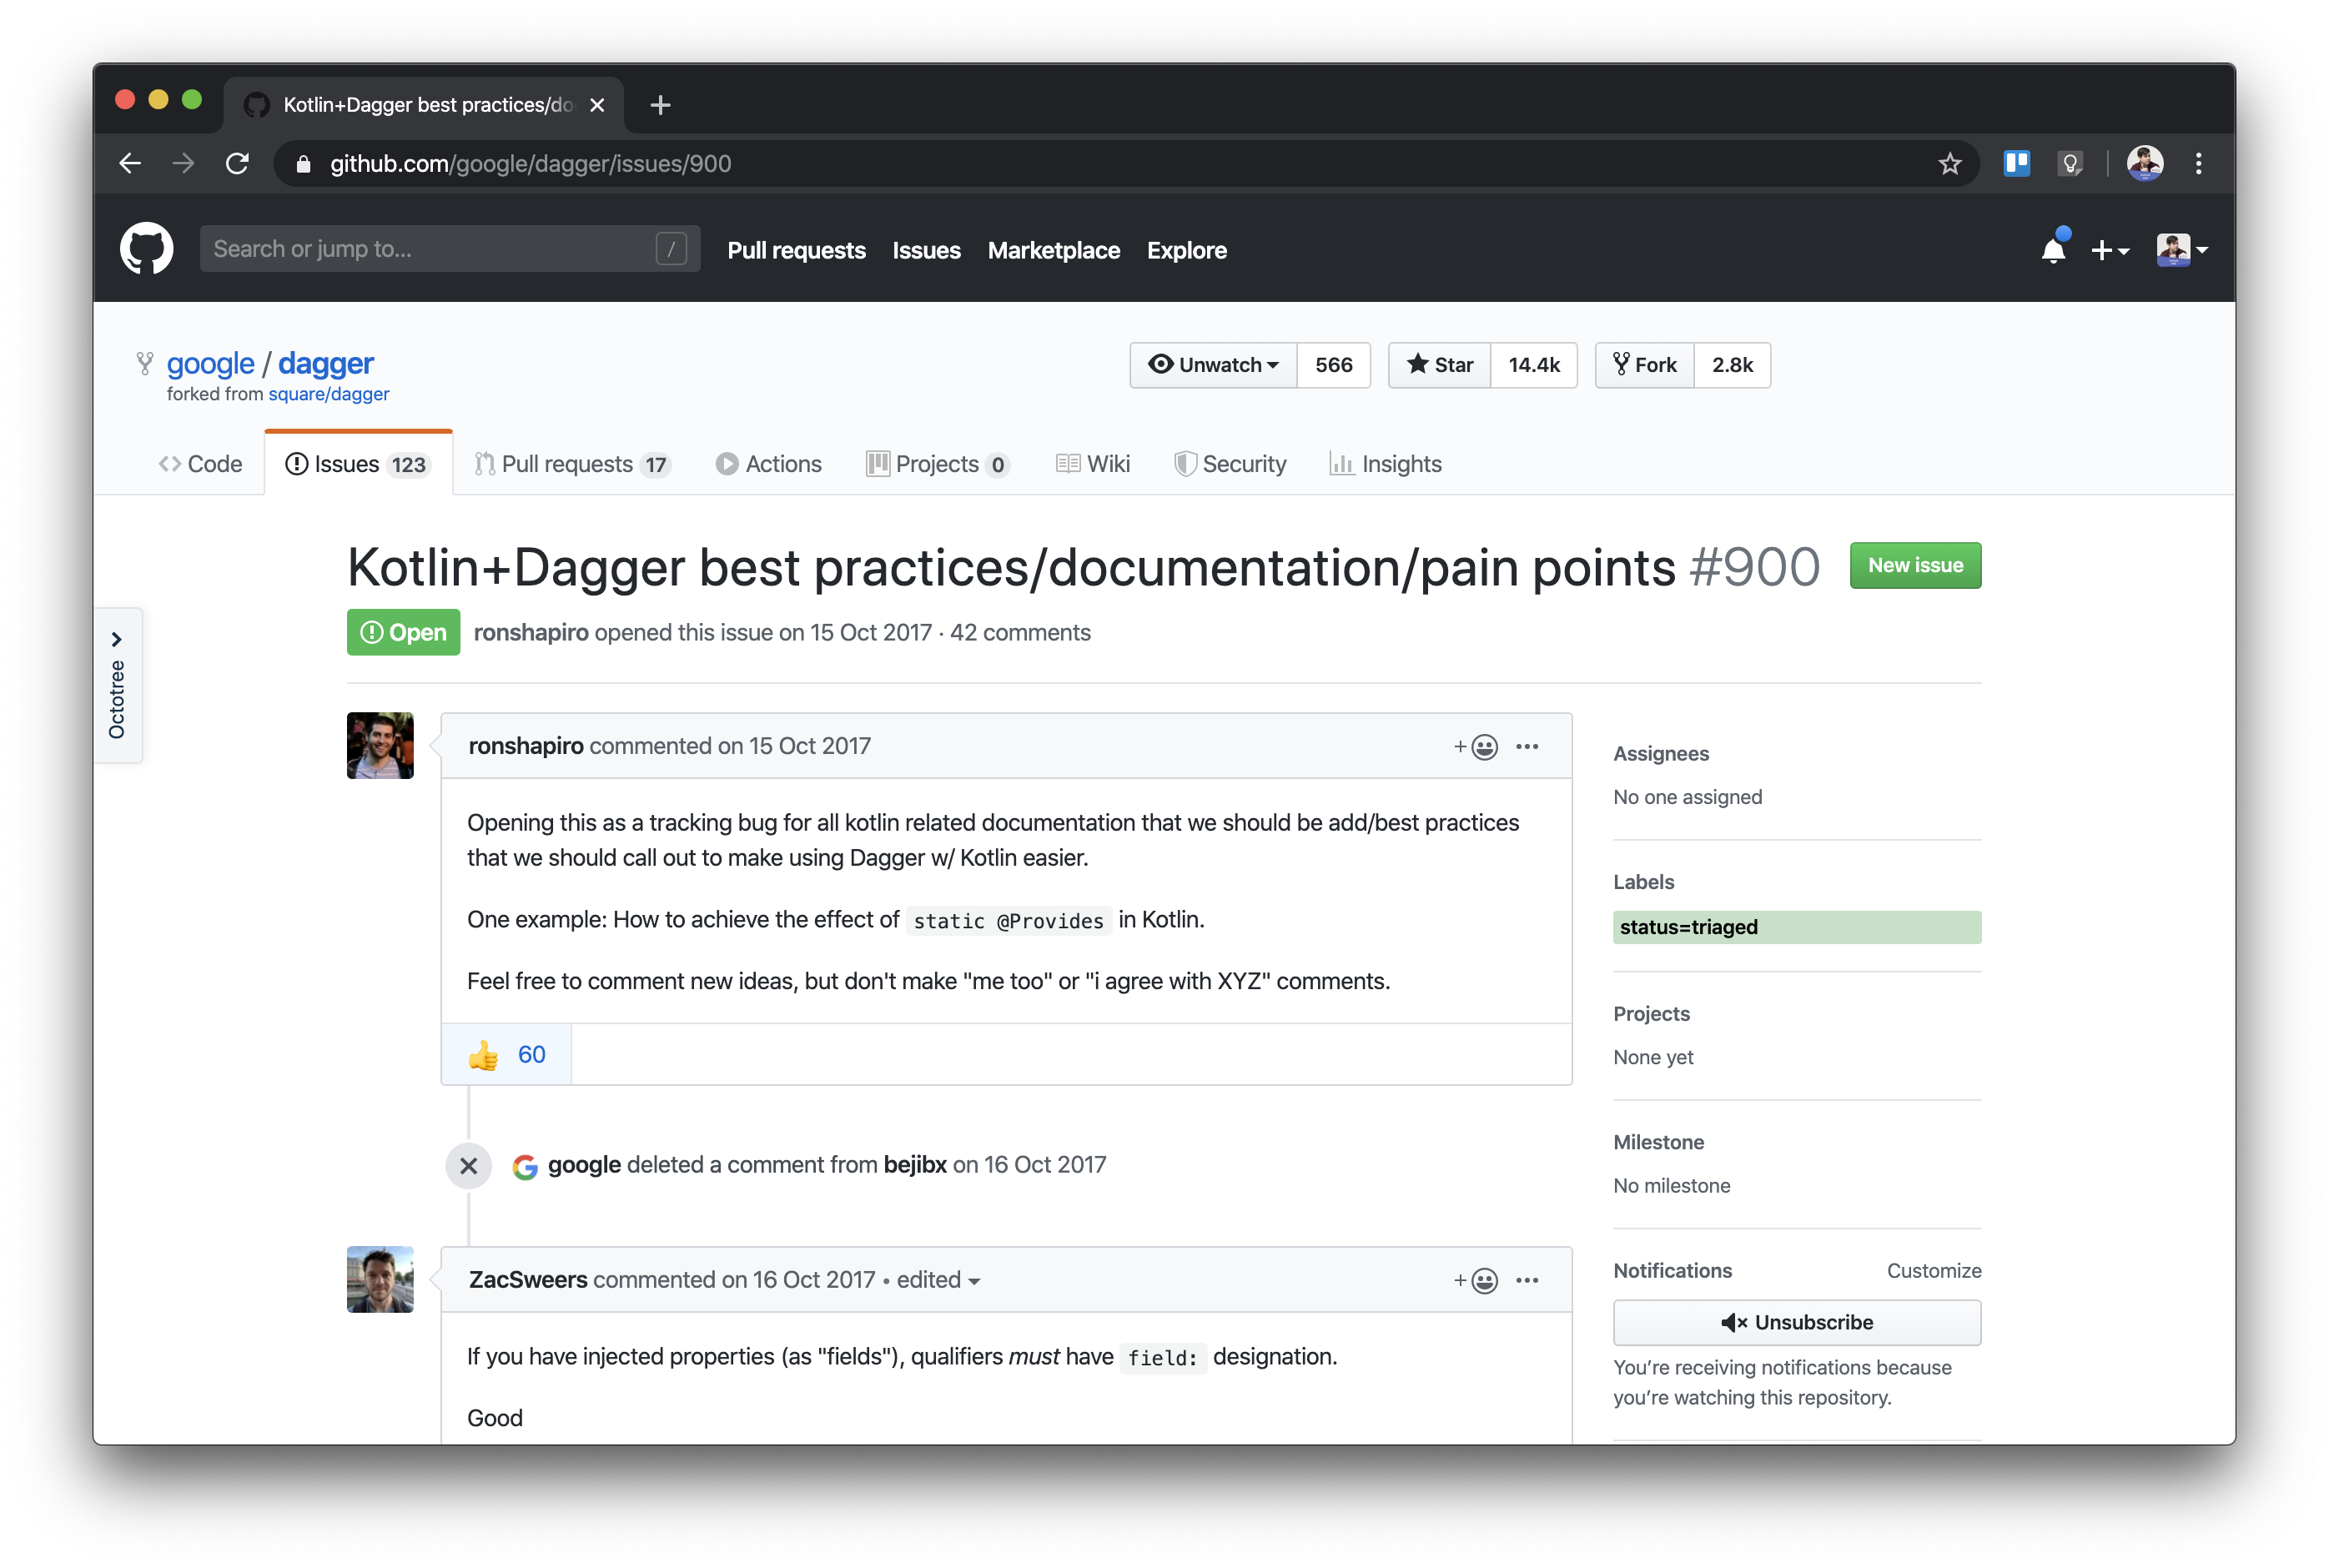 Kotlin+Dagger best practices/do
github.com/google/dagger/issues/900
Search or jump to...
/
Pull requests
Issues
Marketplace
Explore
google / dagger
forked from square/dagger
Unwatch
566
Star
14.4k
Fork
2.8k
Code
Issues 123
Pull requests 17
Actions
Projects 0
Wiki
Security
Insights
Kotlin+Dagger best practices/documentation/pain points #900
New issue
Open
ronshapiro opened this issue on 15 Oct 2017 · 42 comments
Octotree
ronshapiro commented on 15 Oct 2017
Opening this as a tracking bug for all kotlin related documentation that we should be add/best practices
that we should call out to make using Dagger w/ Kotlin easier.
One example: How to achieve the effect of static @Provides in Kotlin.
Feel free to comment new ideas, but don't make "me too" or "i agree with XYZ" comments.
👍 60
google deleted a comment from bejibx on 16 Oct 2017
ZacSweers commented on 16 Oct 2017 • edited
If you have injected properties (as "fields"), qualifiers must have field: designation.
Good
Assignees
No one assigned
Labels
status=triaged
Projects
None yet
Milestone
No milestone
Notifications
Customize
Unsubscribe
You’re receiving notifications because
you’re watching this repository.